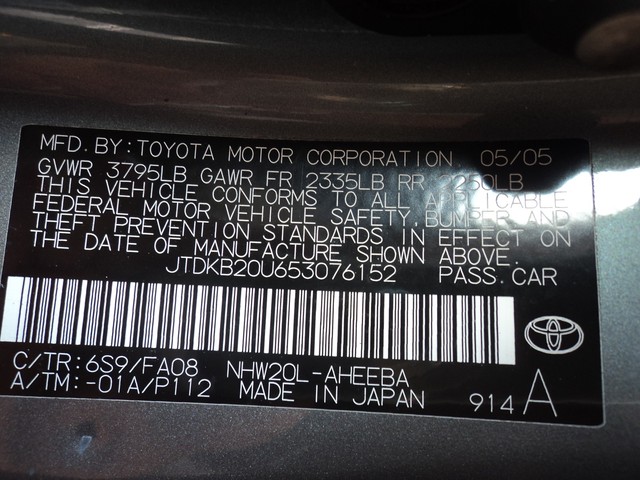 MFD. BY: TOYOTA MOTOR CORPORATION 05/05
GVWR 3795LB GAWR FR 2335LB RR 2250LB
THIS VEHICLE CONFORMS TO ALL APPLICABLE
FEDERAL MOTOR VEHICLE SAFETY, BUMPER AND
THEFT PREVENTION STANDARDS IN EFFECT ON
THE DATE OF MANUFACTURE SHOWN ABOVE.
JTDKB20U653076152 PASS. CAR
C/TR: 6S9/FA08 NHW20L-AHEEBA
A/TM: -01A/P112 MADE IN JAPAN
914 A